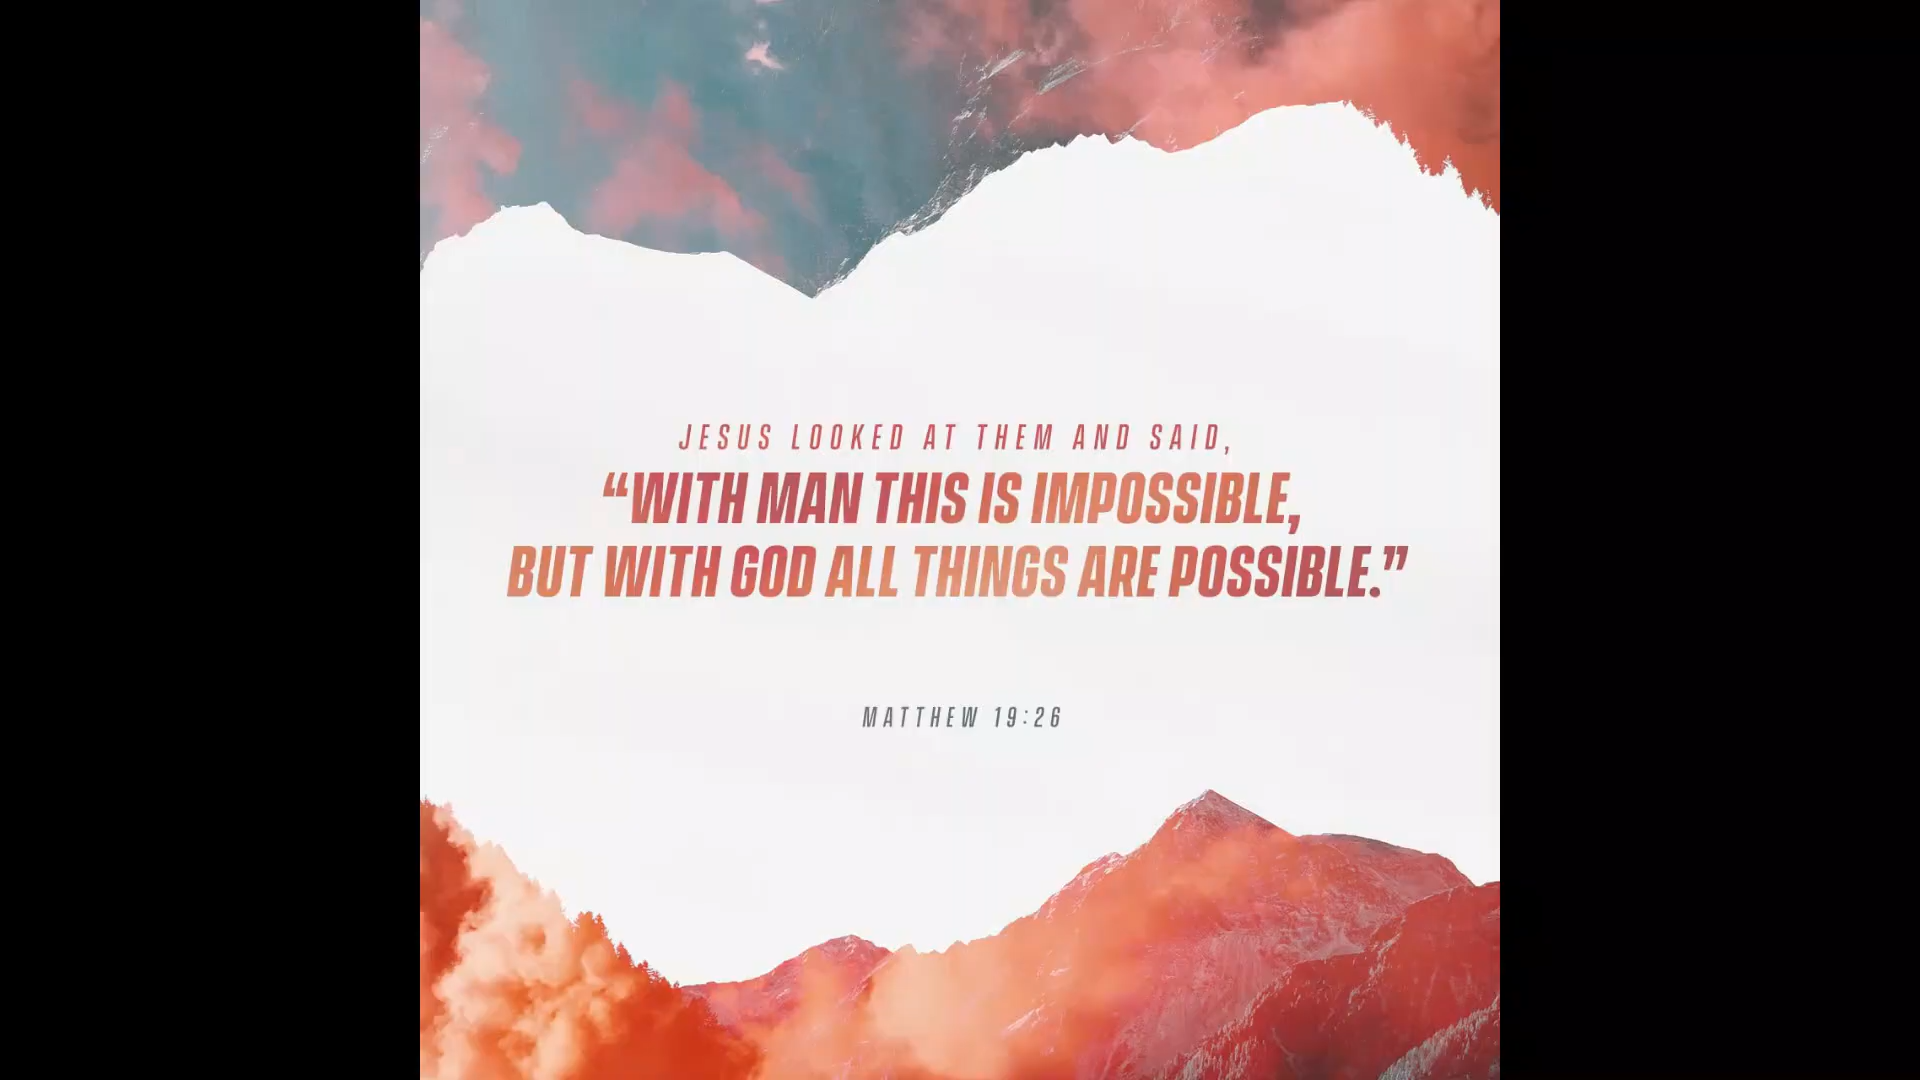 JESUS LOOKED AT THEM AND SAID,
“WITH MAN THIS IS IMPOSSIBLE,
BUT WITH GOD ALL THINGS ARE POSSIBLE.”
MATTHEW 19:26